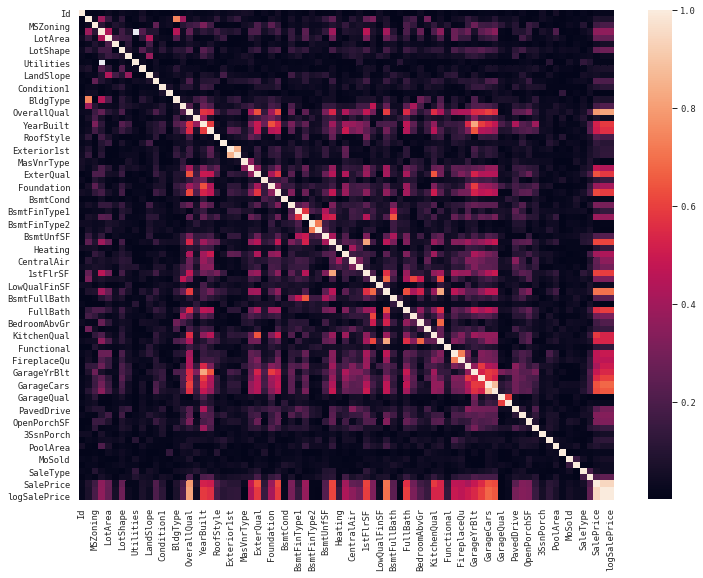 Id
MSZoning
LotArea
LotShape
Utilities
LandSlope
Condition1
BldgType
OverallQual
YearBuilt
RoofStyle
Exterior1st
MasVnrType
ExterQual
Foundation
BsmtCond
BsmtFinType1
BsmtFinType2
BsmtUnfSF
Heating
CentralAir
1stFlrSF
LowQualFinSF
BsmtFullBath
FullBath
BedroomAbvGr
KitchenQual
Functional
FireplaceQu
GarageYrBlt
GarageCars
GarageQual
PavedDrive
OpenPorchSF
3SsnPorch
PoolArea
MoSold
SaleType
SalePrice
logSalePrice
Id
MSZoning
LotArea
LotShape
Utilities
LandSlope
Condition1
BldgType
OverallQual
YearBuilt
RoofStyle
Exterior1st
MasVnrType
ExterQual
Foundation
BsmtCond
BsmtFinType1
BsmtFinType2
BsmtUnfSF
Heating
CentralAir
1stFlrSF
LowQualFinSF
BsmtFullBath
FullBath
BedroomAbvGr
KitchenQual
Functional
FireplaceQu
GarageYrBlt
GarageCars
GarageQual
PavedDrive
OpenPorchSF
3SsnPorch
PoolArea
MoSold
SaleType
SalePrice
logSalePrice
1.0
0.8
0.6
0.4
0.2